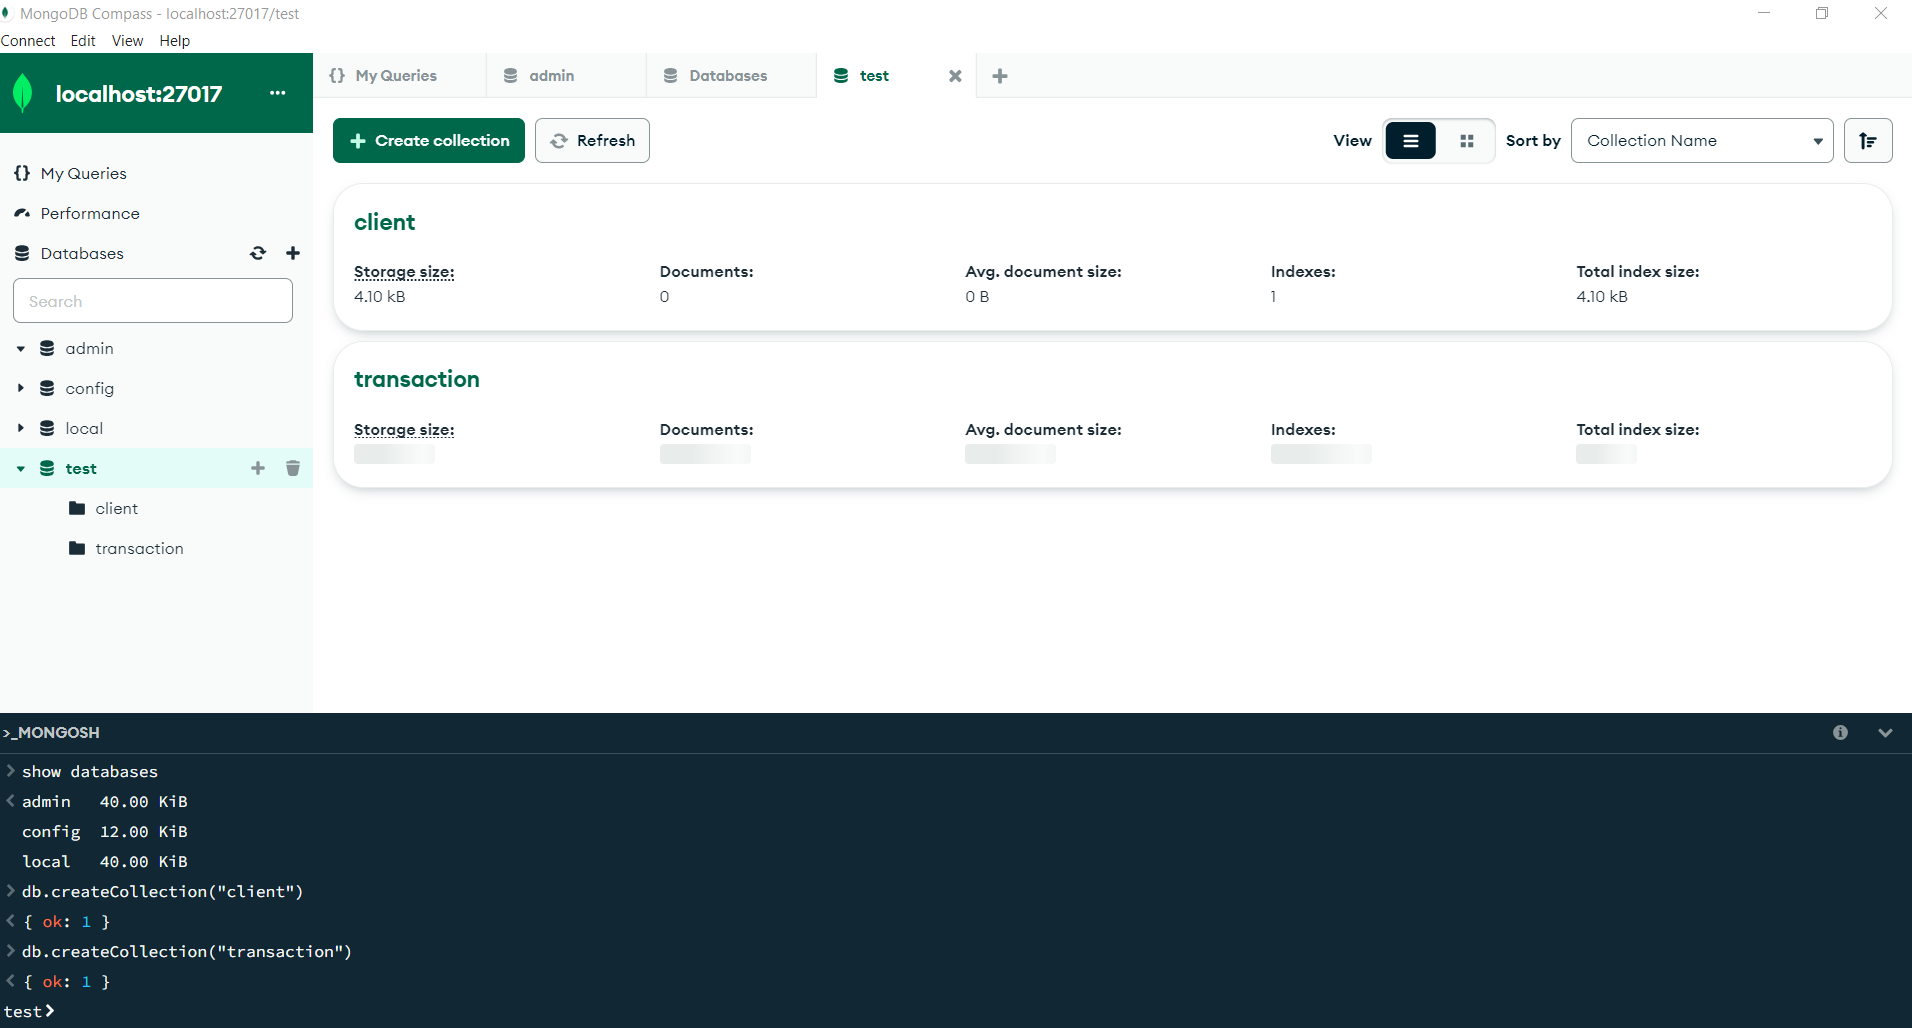 MongoDB Compass - localhost:27017/test
Connect Edit View Help
localhost:27017 ...
My Queries
Performance
Databases
Search
admin
config
local
test
client
transaction
{} My Queries admin Databases test
Create collection Refresh View Sort by Collection Name
client
Storage size: Documents: Avg. document size: Indexes: Total index size:
4.10 kB 0 0 B 1 4.10 kB
transaction
Storage size: Documents: Avg. document size: Indexes: Total index size:
>_MONGOSH
> show databases
< admin 40.00 KiB
config 12.00 KiB
local 40.00 KiB
> db.createCollection("client")
< { ok: 1 }
> db.createCollection("transaction")
< { ok: 1 }
test>